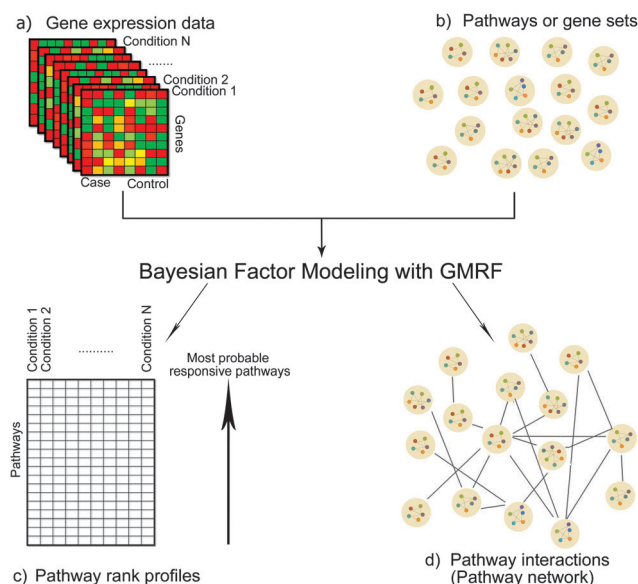 a) Gene expression data
Condition N
........
Condition 2
Condition 1
Genes
Case Control
b) Pathways or gene sets
Bayesian Factor Modeling with GMRF
Condition 1
Condition 2
..........
Condition N
Pathways
Most probable
responsive pathways
c) Pathway rank profiles
d) Pathway interactions
(Pathway network)